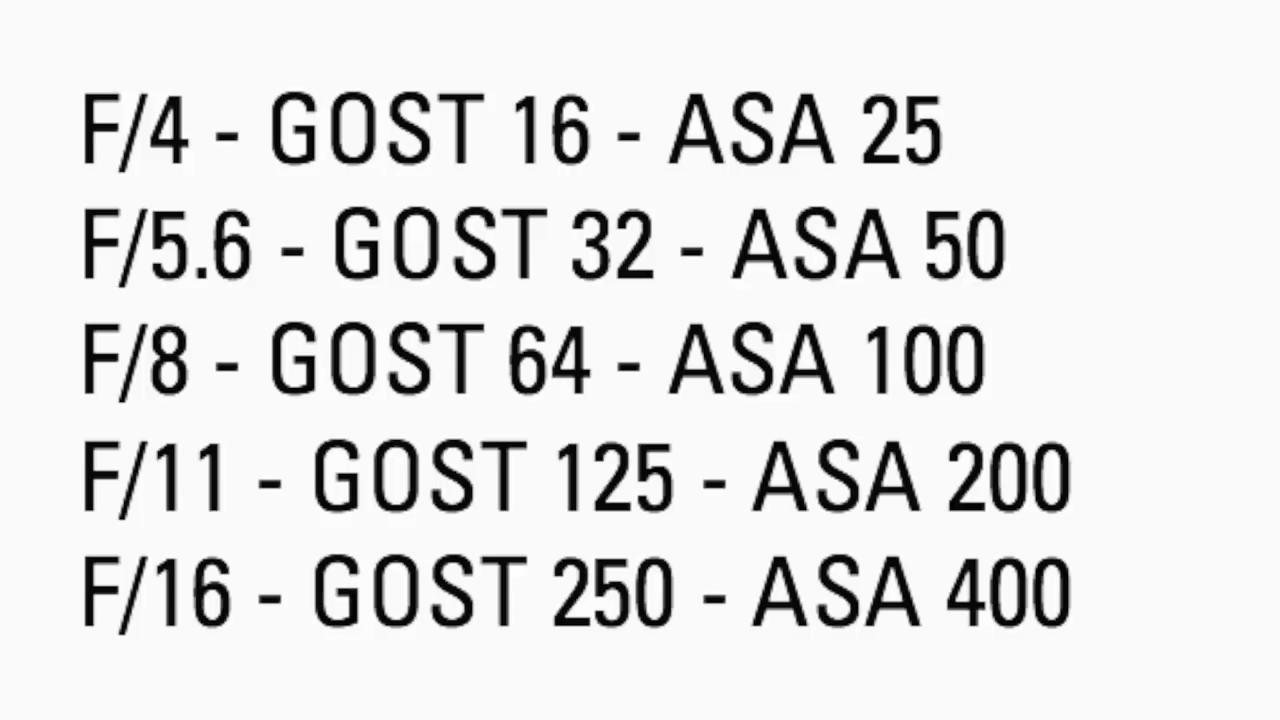 F/4 - GOST 16 - ASA 25
F/5.6 - GOST 32 - ASA 50
F/8 - GOST 64 - ASA 100
F/11 - GOST 125 - ASA 200
F/16 - GOST 250 - ASA 400